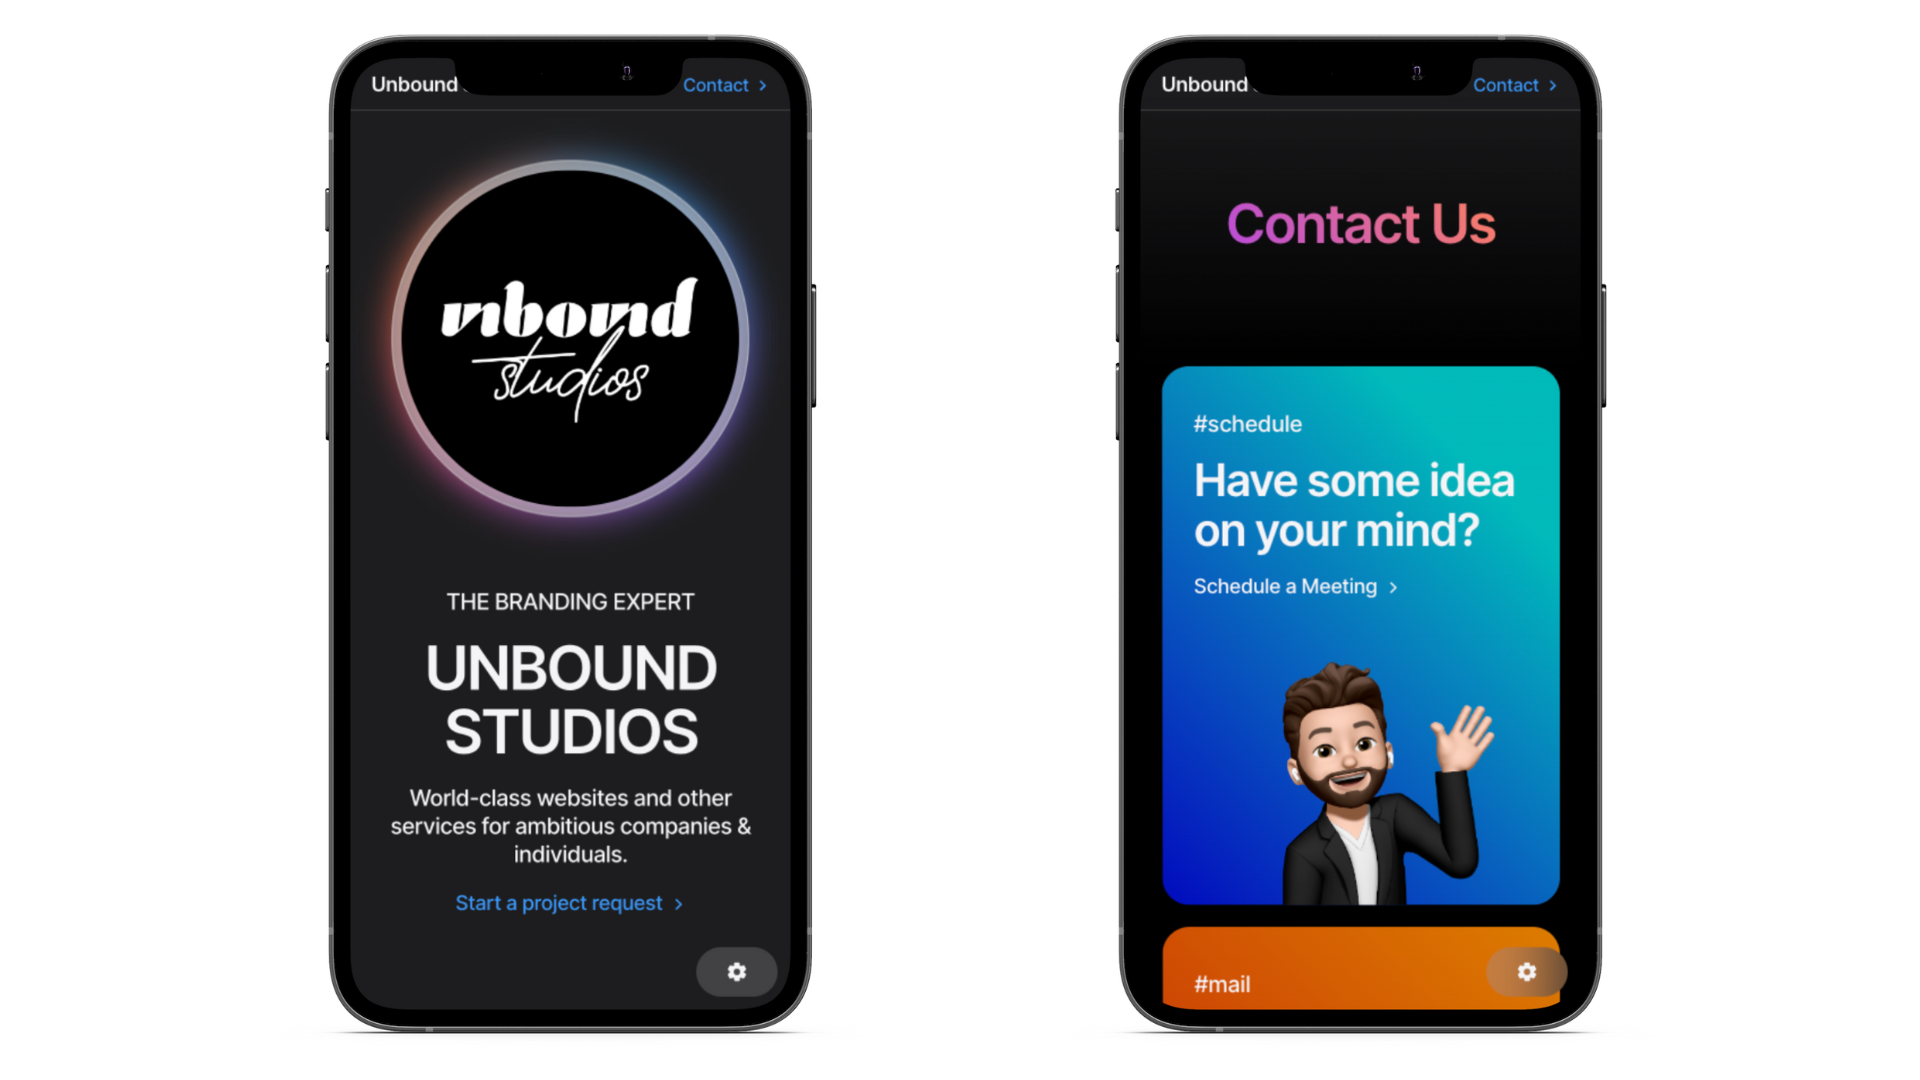 Unbound
Contact
unbound
studios
THE BRANDING EXPERT
UNBOUND
STUDIOS
World-class websites and other
services for ambitious companies &
individuals.
Start a project request
Unbound
Contact
Contact Us
#schedule
Have some idea
on your mind?
Schedule a Meeting
#mail